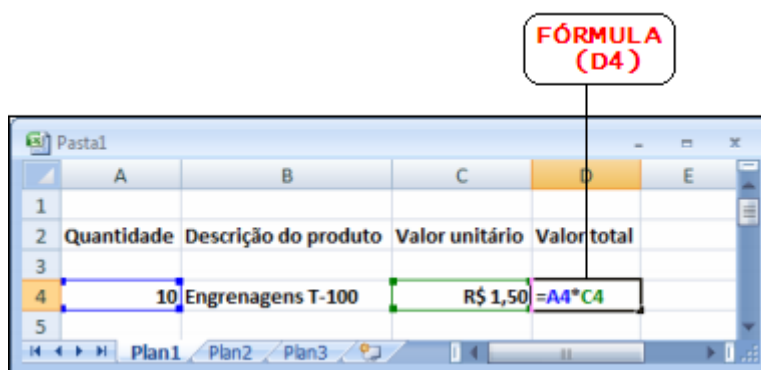 FÓRMULA
(D4)
Pasta1
A B C D E
1
2 Quantidade Descrição do produto Valor unitário Valor total
3
4 10 Engrenagens T-100 R$ 1,50 =A4*C4
5
Plan1 Plan2 Plan3